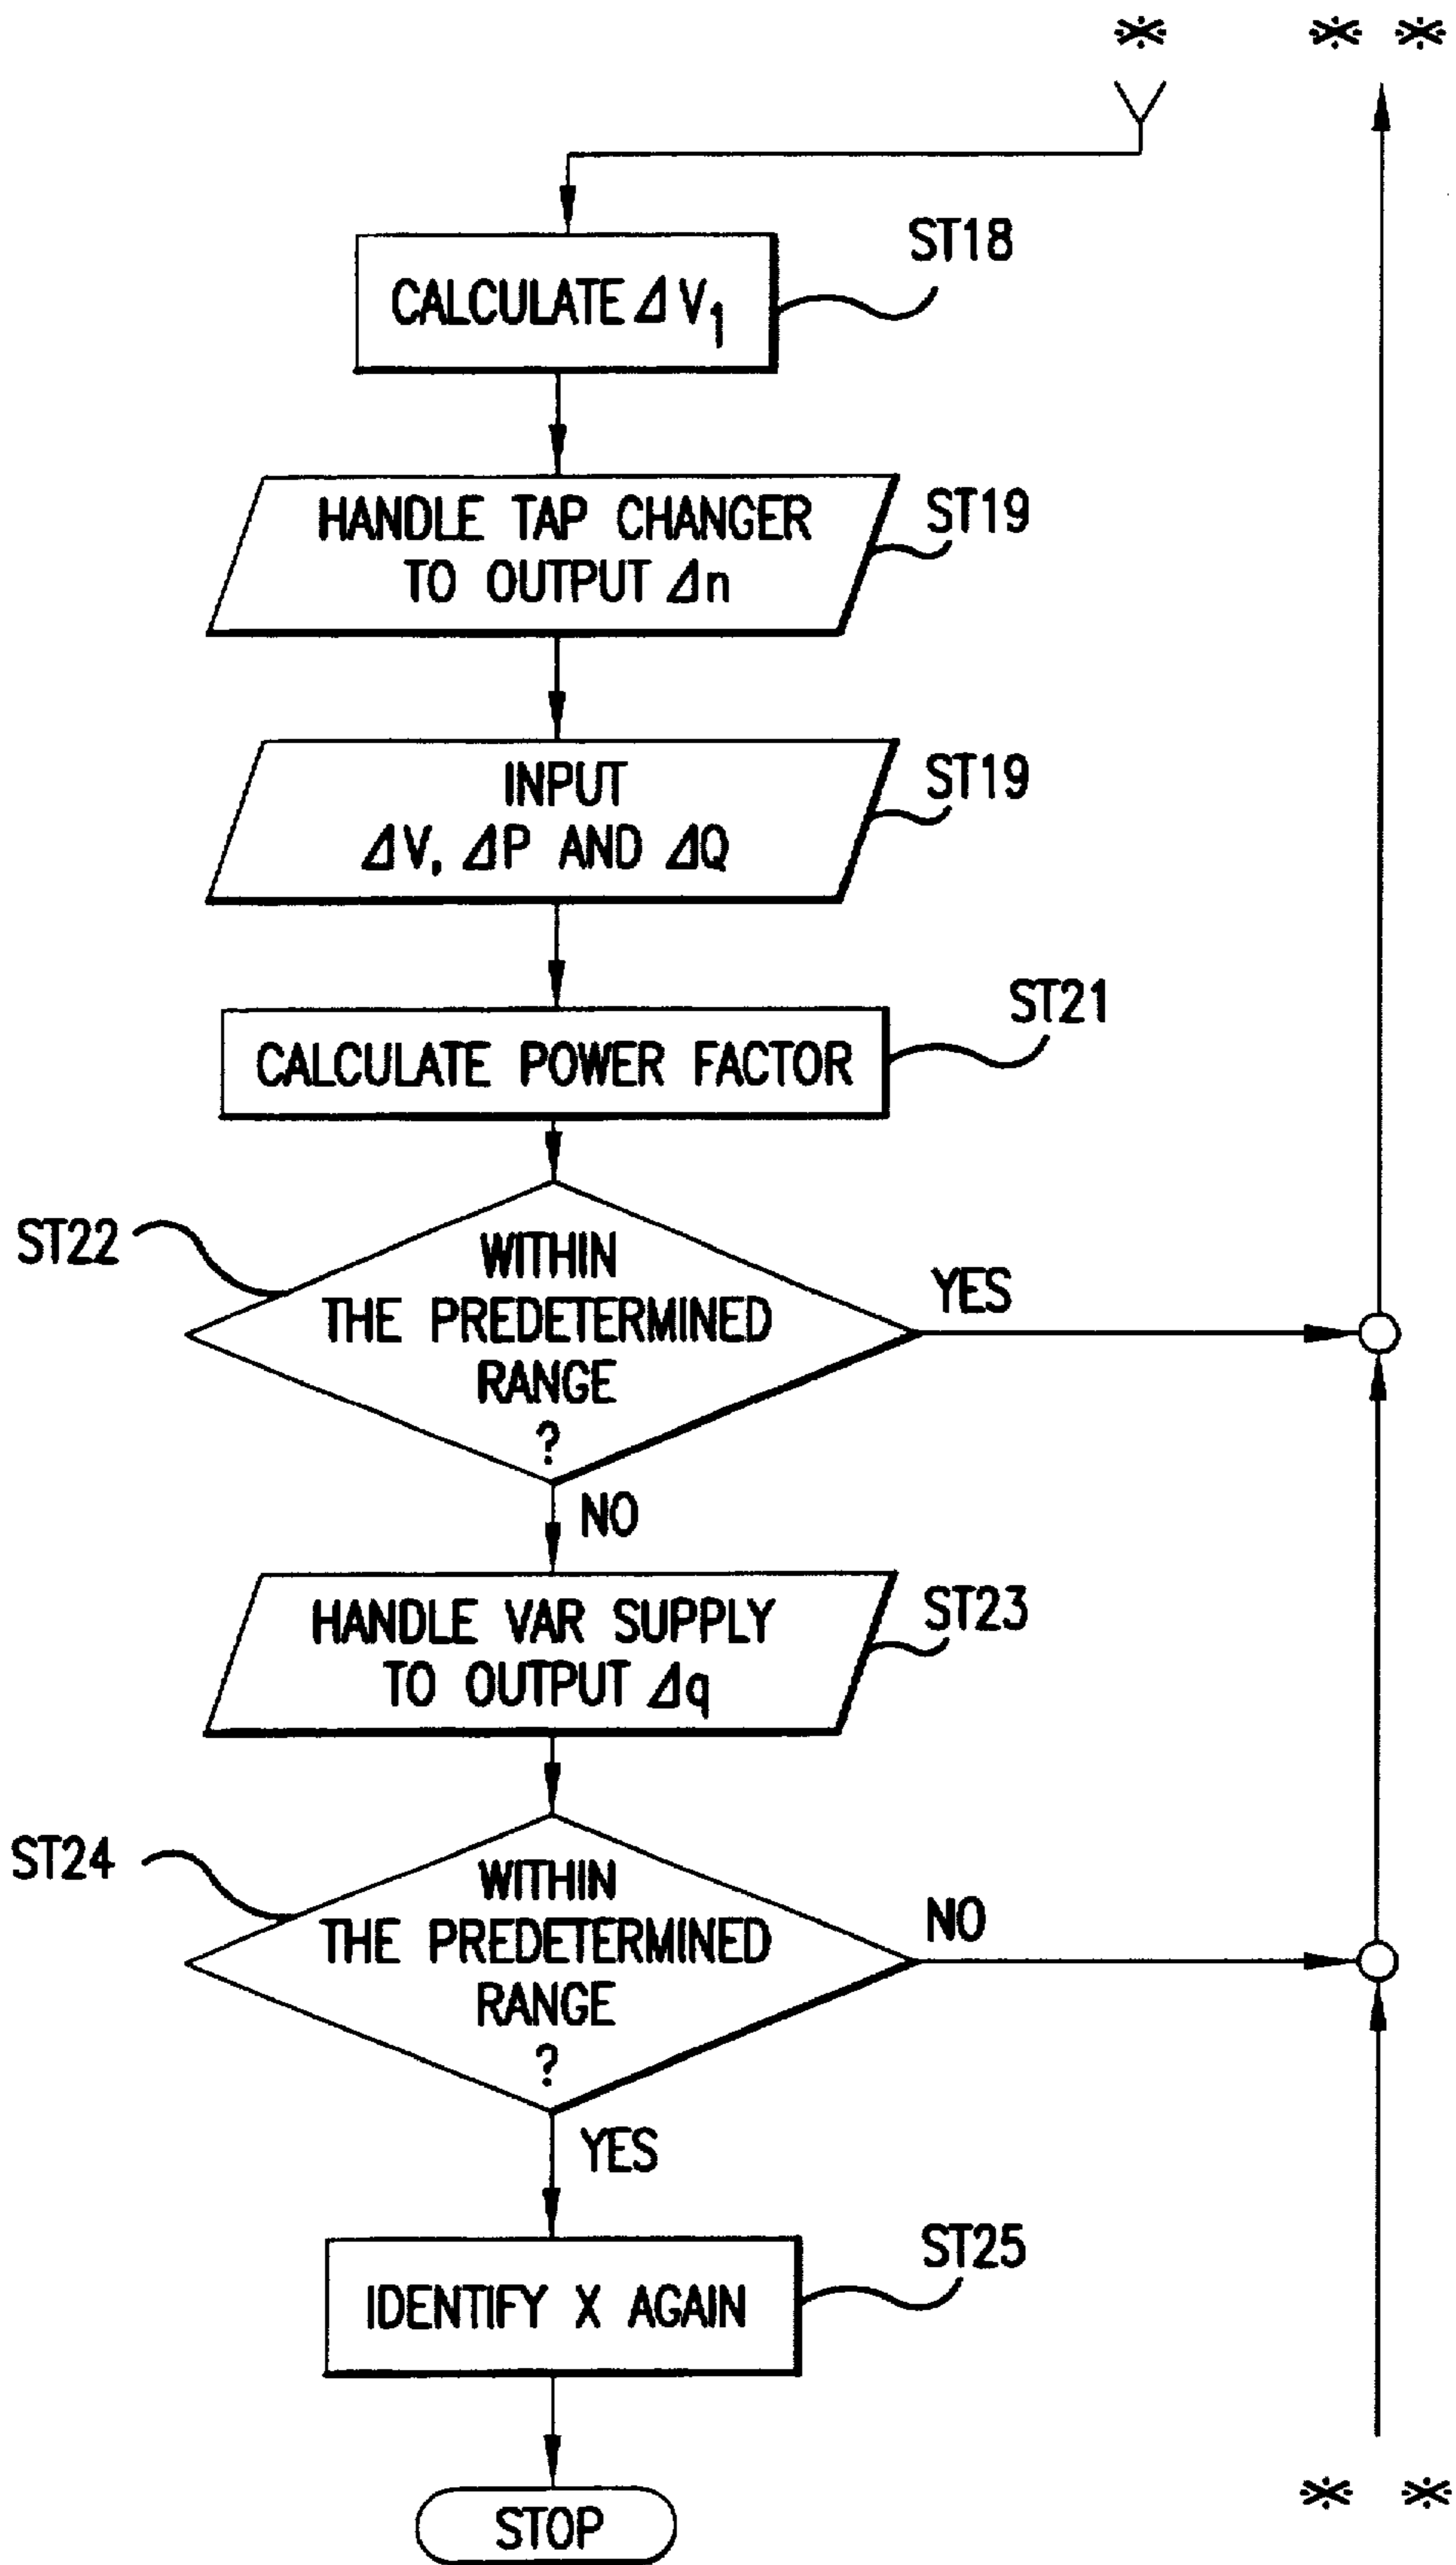 ※ ※ ※
ST18
CALCULATE ΔV₁
HANDLE TAP CHANGER
TO OUTPUT Δn
ST19
INPUT
ΔV, ΔP AND ΔQ
ST19
ST21
CALCULATE POWER FACTOR
ST22
WITHIN
THE PREDETERMINED
RANGE
?
YES
NO
HANDLE VAR SUPPLY
TO OUTPUT Δq
ST23
ST24
WITHIN
THE PREDETERMINED
RANGE
?
NO
YES
ST25
IDENTIFY X AGAIN
STOP
※ ※